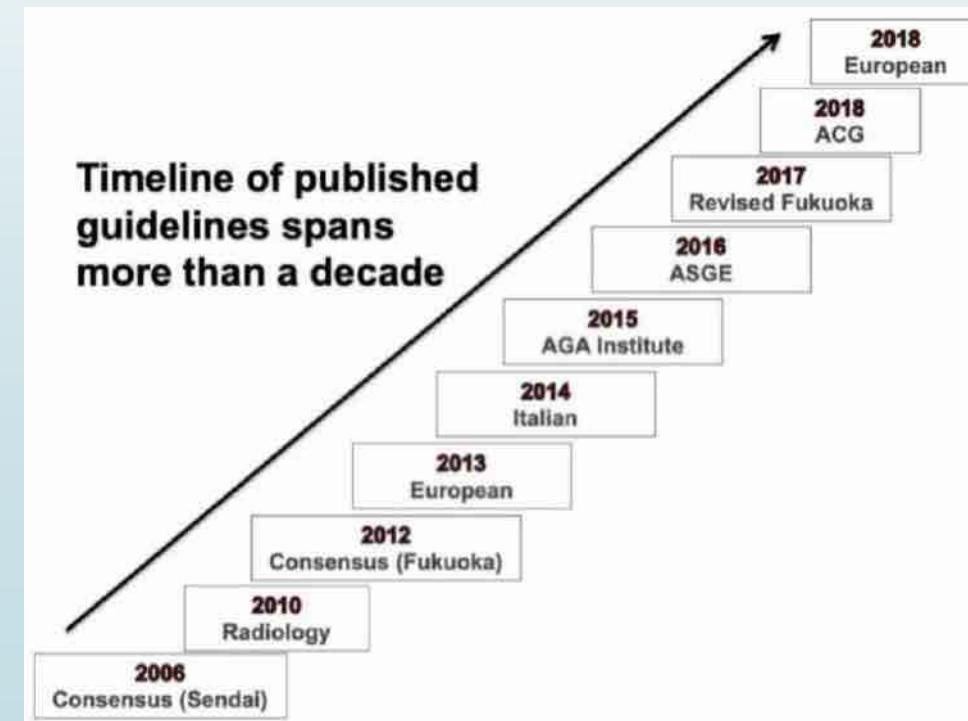 Timeline of published
guidelines spans
more than a decade
2018
European
2018
ACG
2017
Revised Fukuoka
2016
ASGE
2015
AGA Institute
2014
Italian
2013
European
2012
Consensus (Fukuoka)
2010
Radiology
2006
Consensus (Sendai)